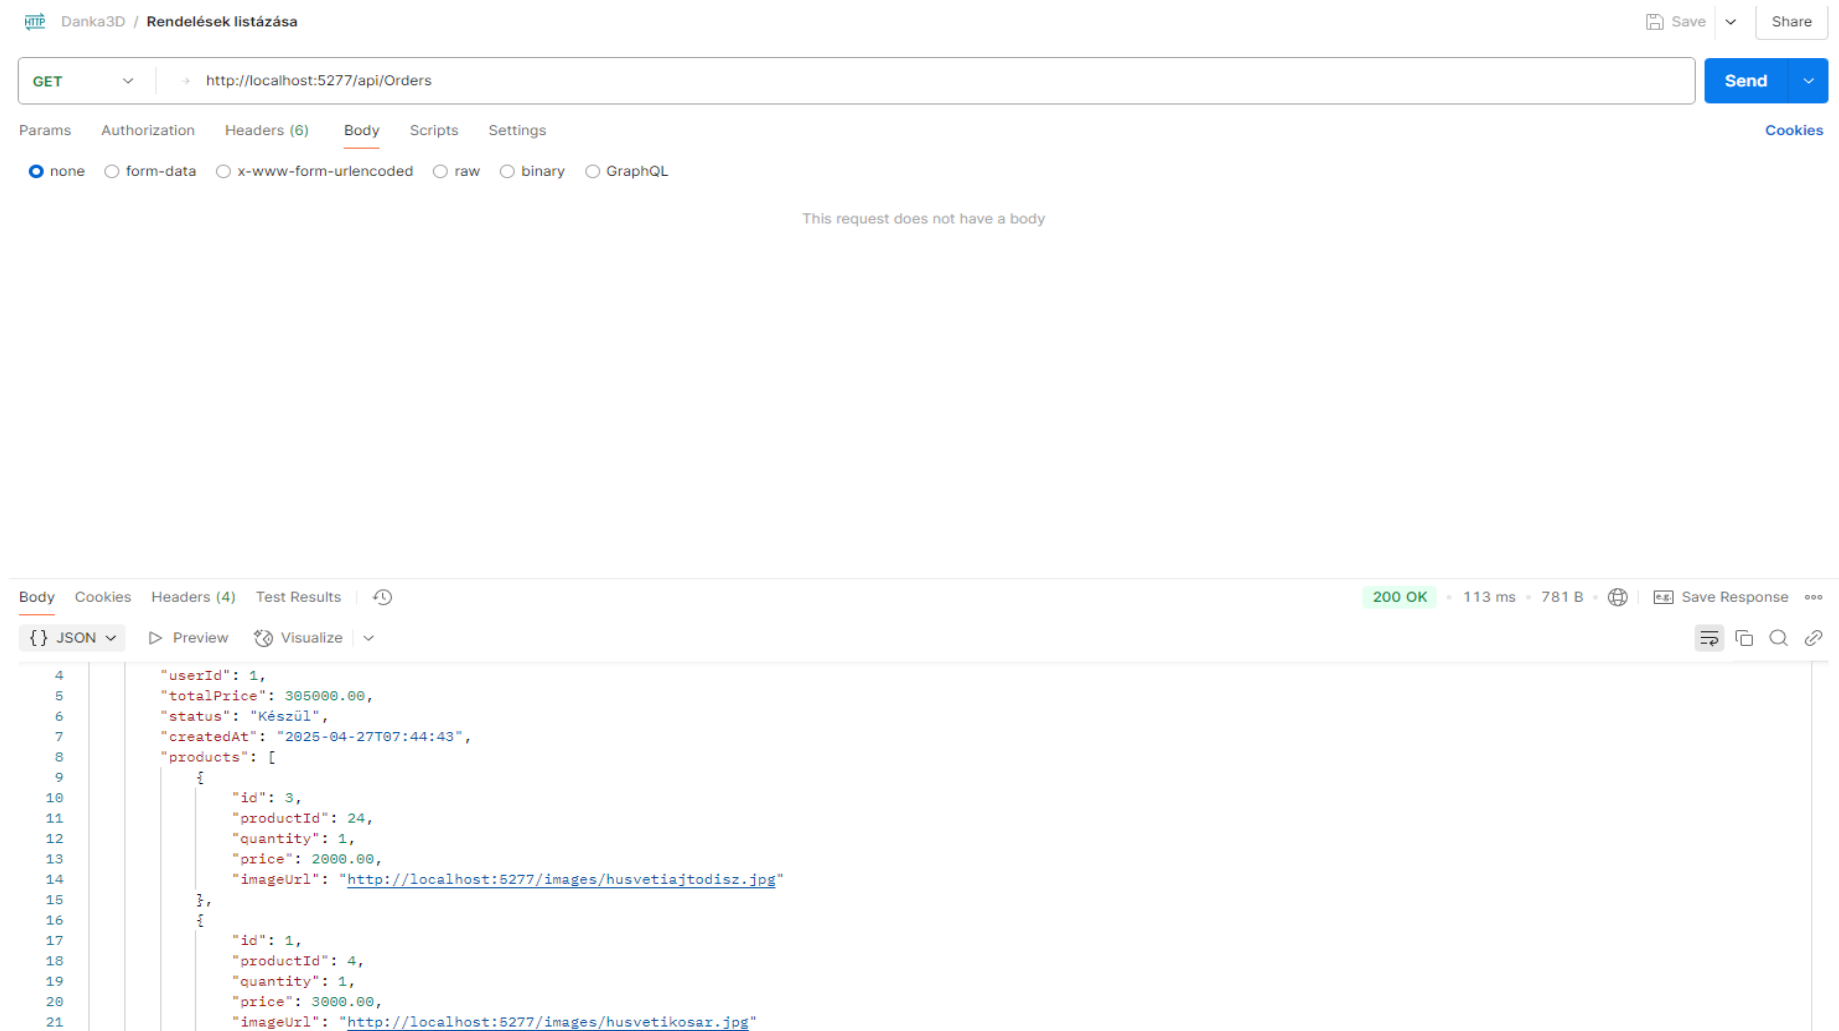 HTTP Danka3D / Rendelések listázása Save Share
GET http://localhost:5277/api/Orders Send
Params Authorization Headers (6) Body Scripts Settings Cookies
none form-data x-www-form-urlencoded raw binary GraphQL
This request does not have a body
Body Cookies Headers (4) Test Results 200 OK • 113 ms • 781 B • e.g. Save Response
{} JSON Preview Visualize
4 "userId": 1,
5 "totalPrice": 305000.00,
6 "status": "Készül",
7 "createdAt": "2025-04-27T07:44:43",
8 "products": [
9 {
10 "id": 3,
11 "productId": 24,
12 "quantity": 1,
13 "price": 2000.00,
14 "imageUrl": "http://localhost:5277/images/husvetiajtodisz.jpg"
15 },
16 {
17 "id": 1,
18 "productId": 4,
19 "quantity": 1,
20 "price": 3000.00,
21 "imageUrl": "http://localhost:5277/images/husvetikosar.jpg"